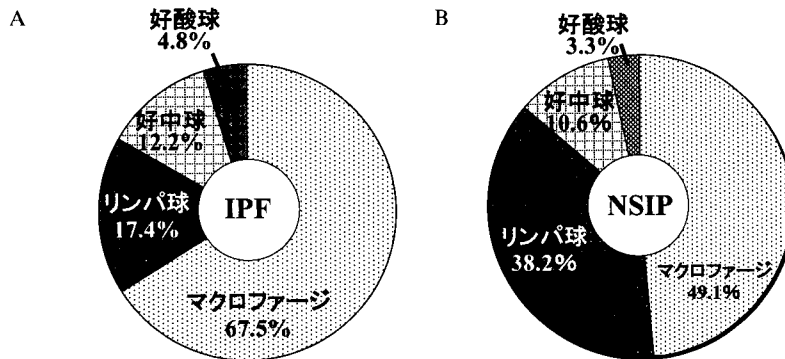 A
好酸球
4.8%
好中球
12.2%
リンパ球
17.4%
IPF
マクロファージ
67.5%
B
好酸球
3.3%
好中球
10.6%
リンパ球
38.2%
NSIP
マクロファージ
49.1%